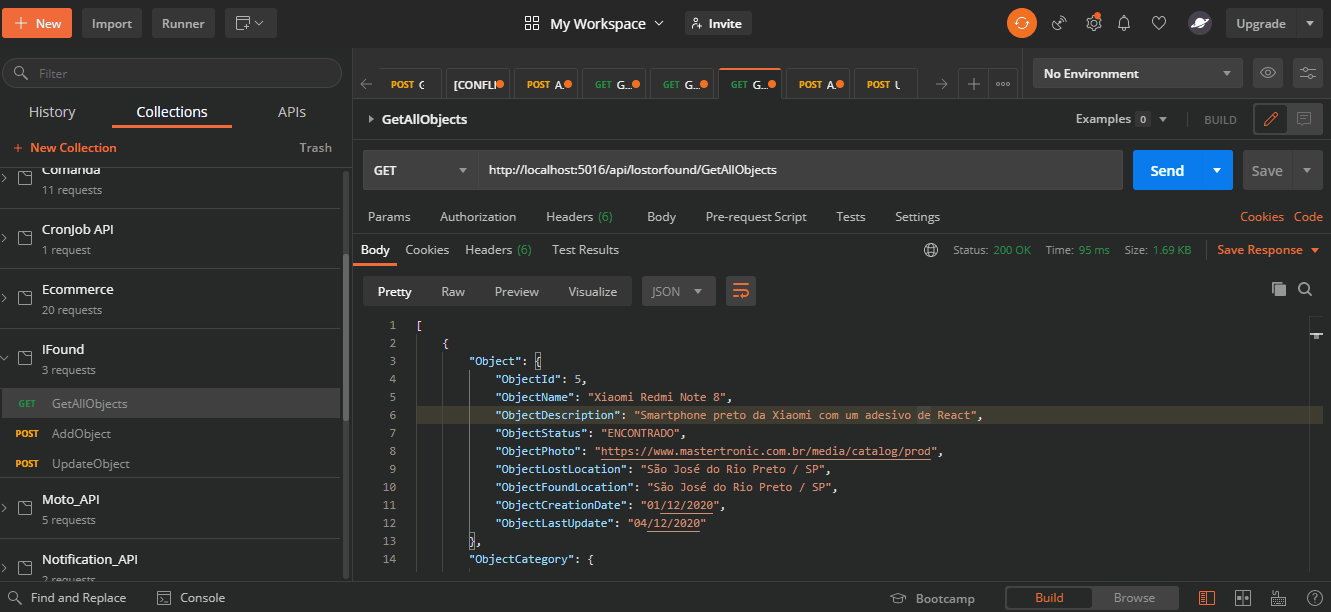 + New Import Runner My Workspace Invite Upgrade
Filter
History Collections APIs
+ New Collection Trash
Comanda
11 requests
CronJob API
1 request
Ecommerce
20 requests
IFound
3 requests
GET GetAllObjects
POST AddObject
POST UpdateObject
Moto_API
5 requests
Notification_API
2 requests
POST G [CONFLI POST A. GET G... GET G... GET G... POST A. POST U
No Environment
GetAllObjects Examples 0 BUILD
GET http://localhost:5016/api/lostorfound/GetAllObjects Send Save
Params Authorization Headers (6) Body Pre-request Script Tests Settings Cookies Code
Body Cookies Headers (6) Test Results Status: 200 OK Time: 95 ms Size: 1.69 KB Save Response
Pretty Raw Preview Visualize JSON
1 [
2 {
3 "Object": {
4 "ObjectId": 5,
5 "ObjectName": "Xiaomi Redmi Note 8",
6 "ObjectDescription": "Smartphone preto da Xiaomi com um adesivo de React",
7 "ObjectStatus": "ENCONTRADO",
8 "ObjectPhoto": "https://www.mastertronic.com.br/media/catalog/prod",
9 "ObjectLostLocation": "São José do Rio Preto / SP",
10 "ObjectFoundLocation": "São José do Rio Preto / SP",
11 "ObjectCreationDate": "01/12/2020",
12 "ObjectLastUpdate": "04/12/2020"
13 },
14 "ObjectCategory": {
Find and Replace Console Bootcamp Build Browse